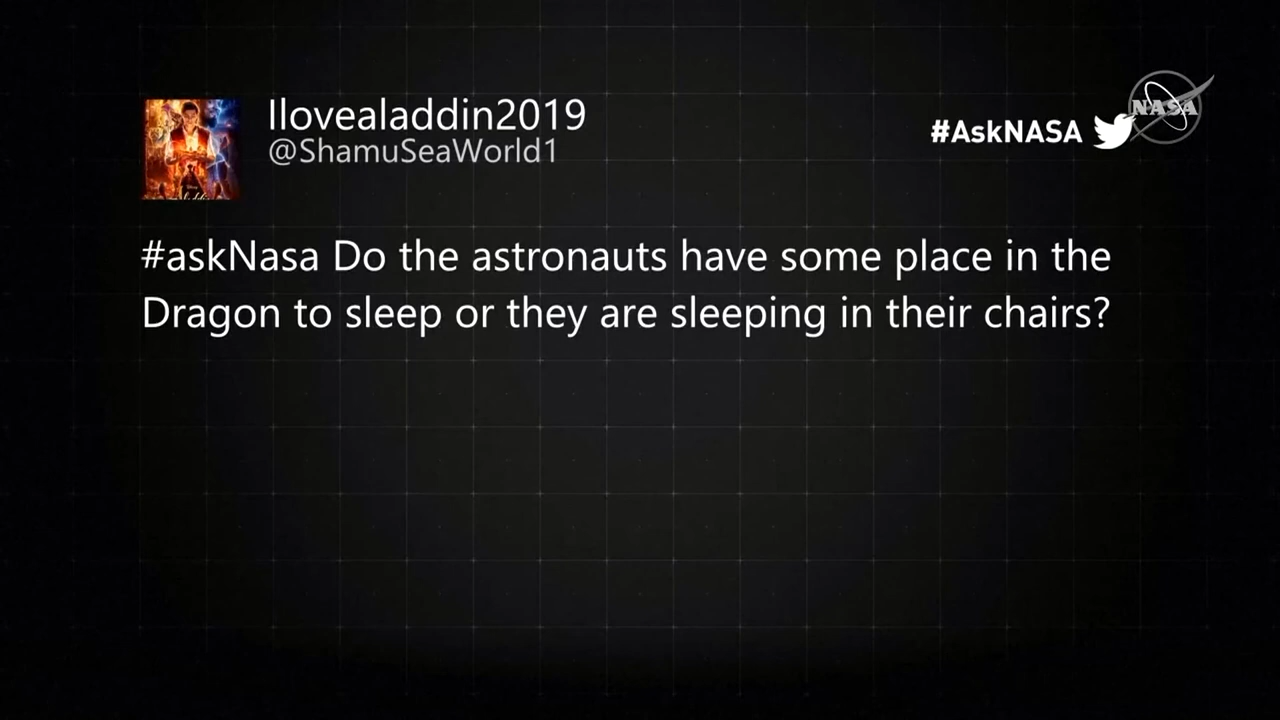 Ilovealaddin2019
@ShamuSeaWorld1
#AskNASA
NASA
#askNasa Do the astronauts have some place in the
Dragon to sleep or they are sleeping in their chairs?